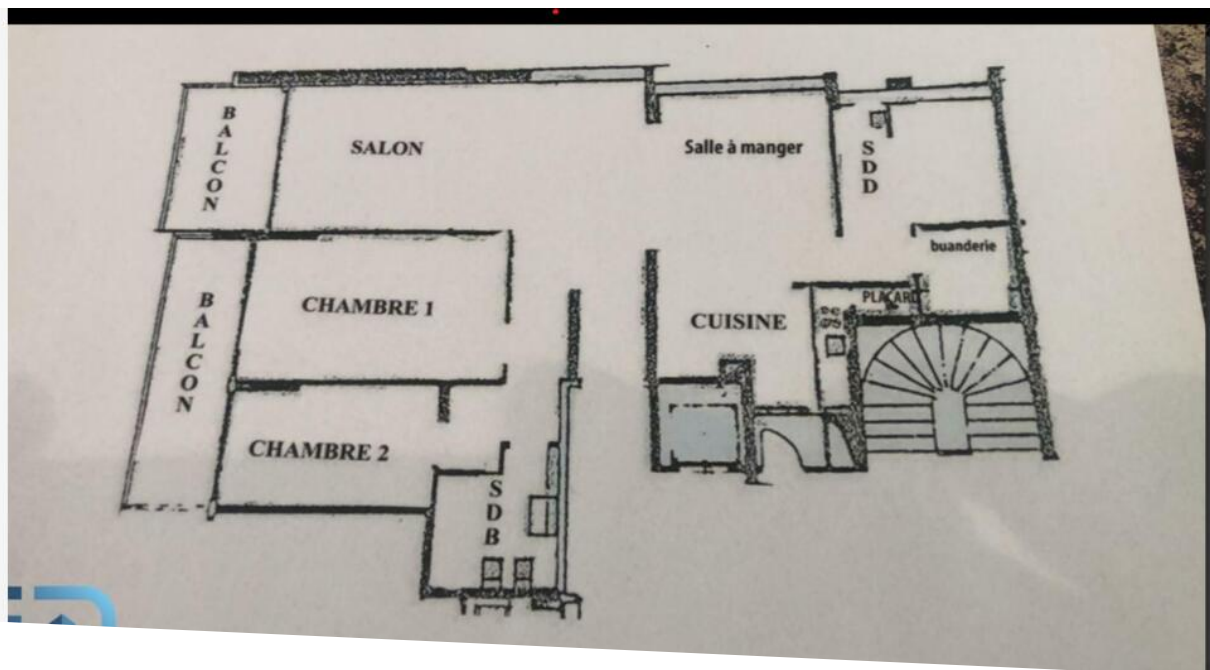 BALCON
SALON
Salle à manger
SDD
buanderie
BALCON
CHAMBRE 1
CUISINE
PLACARD
CHAMBRE 2
SDB